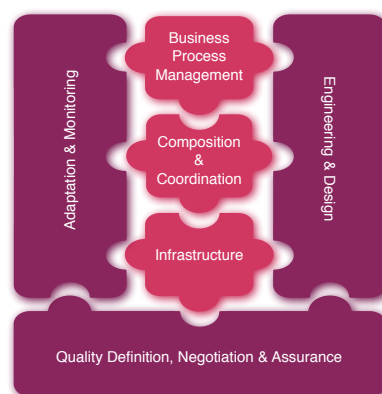 Business
Process
Management
Adaptation & Monitoring
Engineering & Design
Composition
&
Coordination
Infrastructure
Quality Definition, Negotiation & Assurance